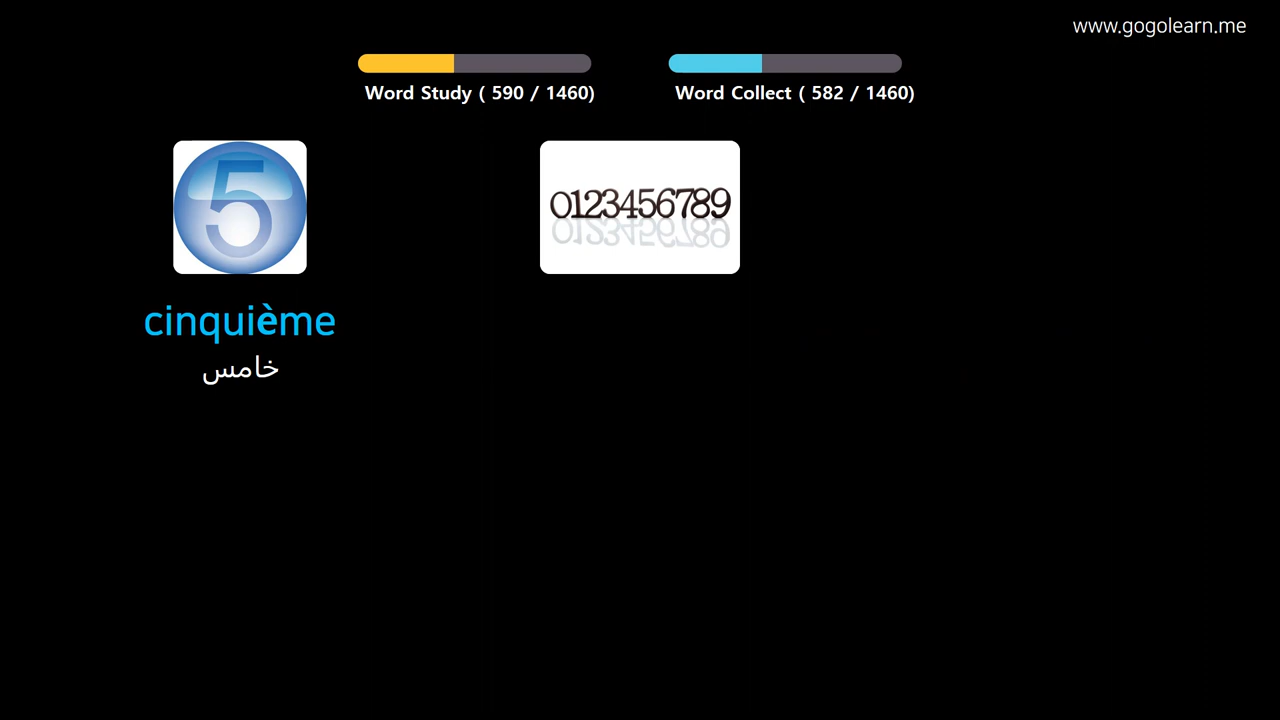 www.gogolearn.me
Word Study ( 590 / 1460)
Word Collect ( 582 / 1460)
5
0123456789
cinquième
خامس